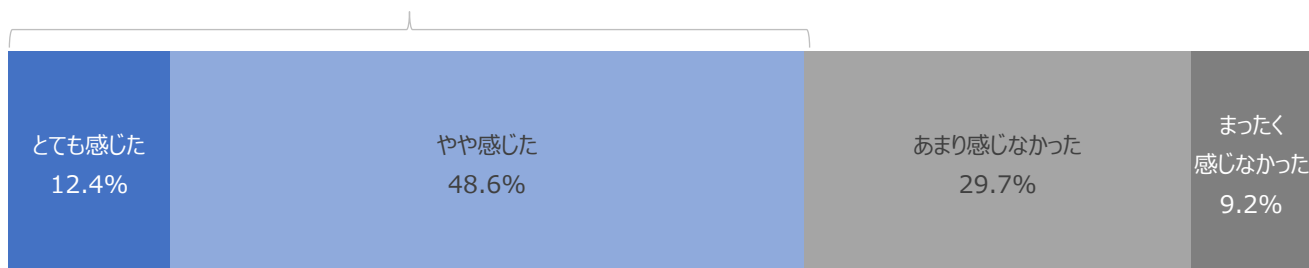 とても感じた
12.4%
やや感じた
48.6%
あまり感じなかった
29.7%
まったく
感じなかった
9.2%